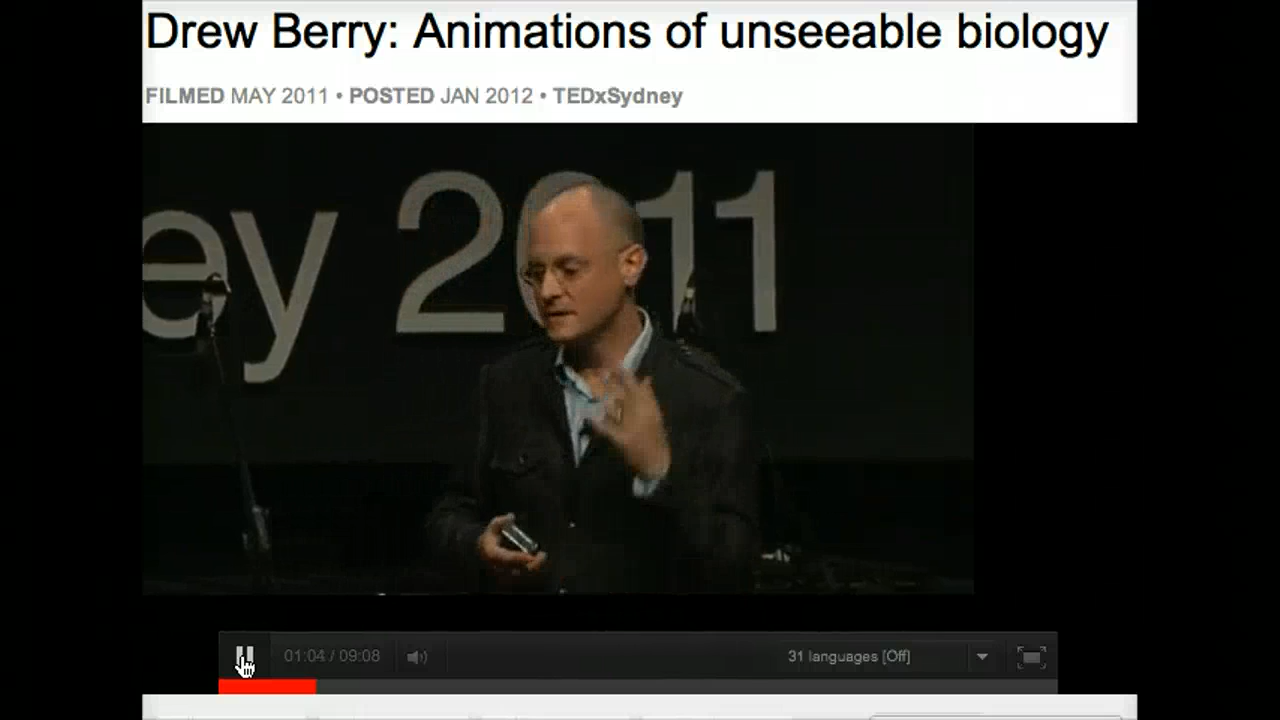 Drew Berry: Animations of unseeable biology
FILMED MAY 2011 • POSTED JAN 2012 • TEDxSydney
ey 2011
01:04 / 09:08
31 languages [Off]